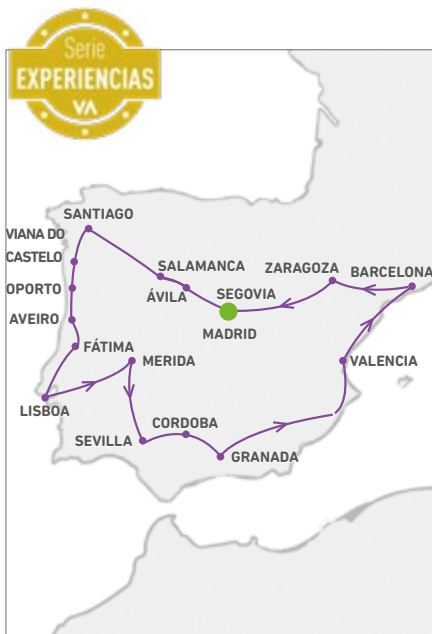 Serie
EXPERIENCIAS
VA
SANTIAGO
VIANA DO
CASTELO
SALAMANCA
ZARAGOZA
BARCELONA
OPORTO
ÁVILA
SEGOVIA
AVEIRO
MADRID
FÁTIMA
MERIDA
VALENCIA
LISBOA
CORDOBA
SEVILLA
GRANADA